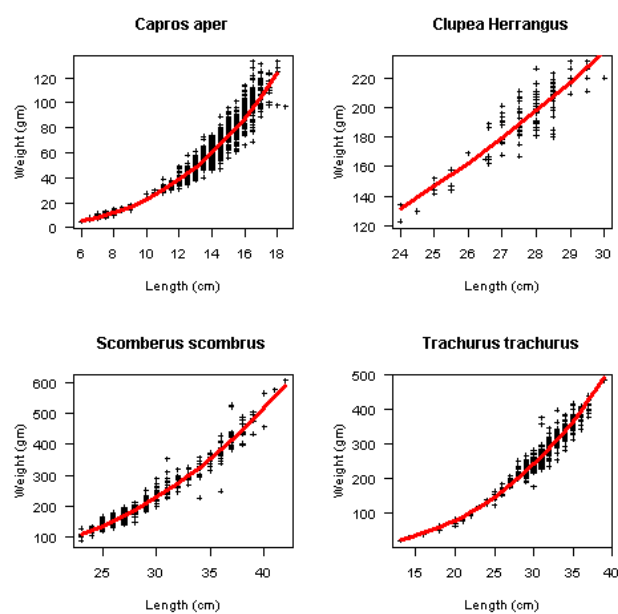 Capros aper
Clupea Herrangus
Weight (gm)
120
100
80
60
40
20
0
6 8 10 12 14 16 18
Length (cm)
Weight (gm)
220
200
180
160
140
120
24 25 26 27 28 29 30
Length (cm)
Scomberus scombrus
Trachurus trachurus
Weight (gm)
600
500
400
300
200
100
25 30 35 40
Length (cm)
Weight (gm)
500
400
300
200
100
15 20 25 30 35 40
Length (cm)